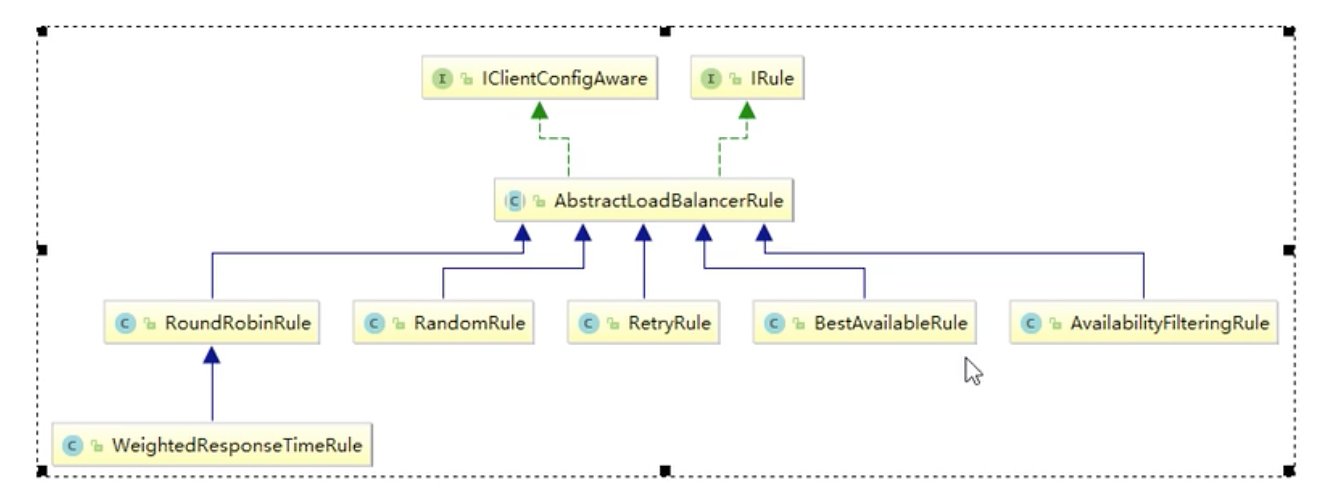 I IClientConfigAware
I IRule
C AbstractLoadBalancerRule
C RoundRobinRule
C RandomRule
C RetryRule
C BestAvailableRule
C AvailabilityFilteringRule
C WeightedResponseTimeRule